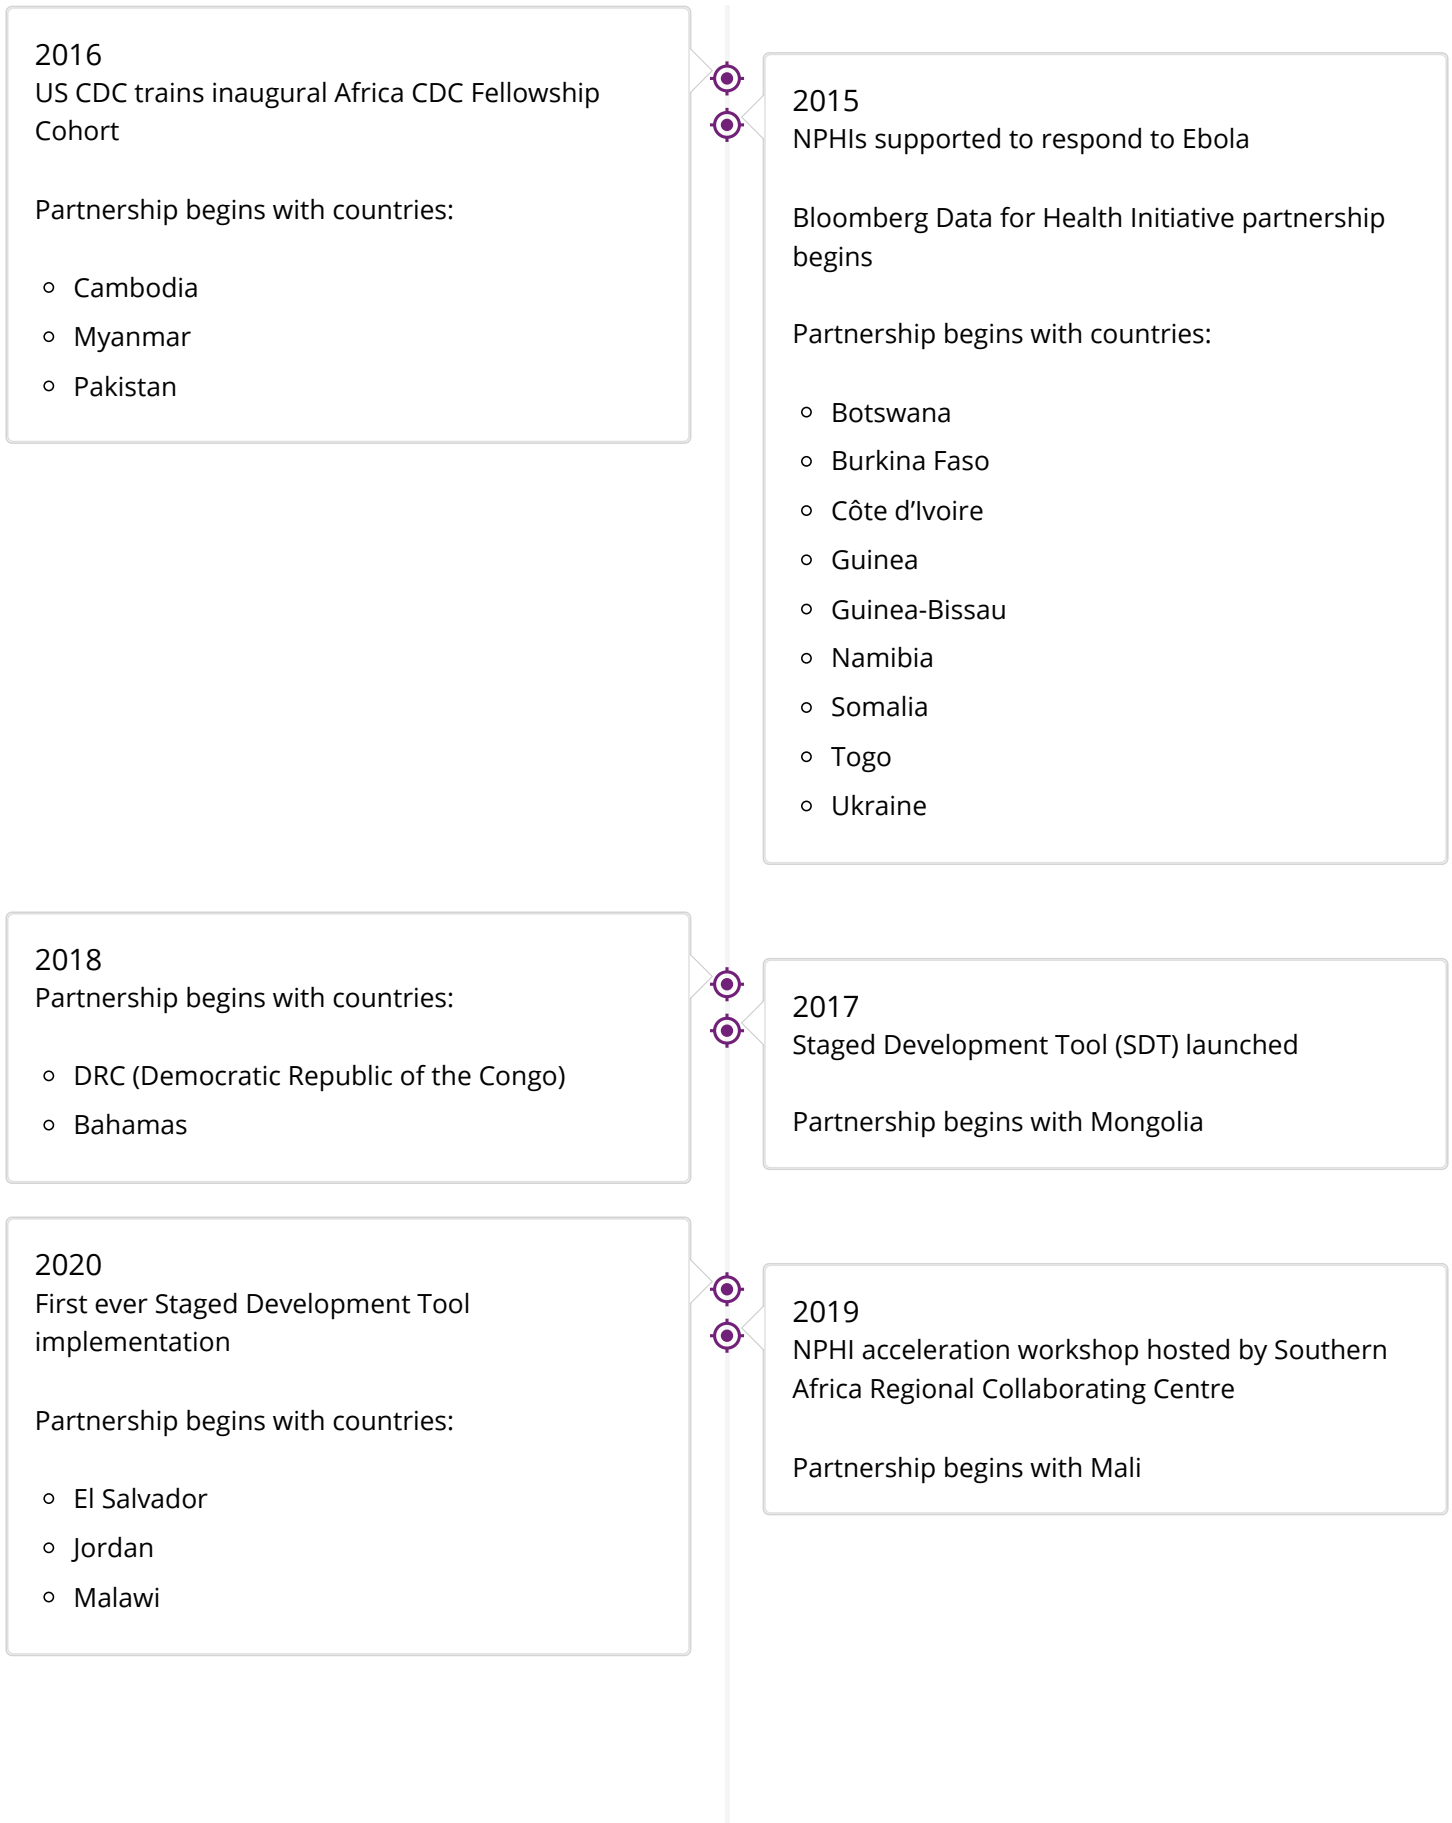 2016
US CDC trains inaugural Africa CDC Fellowship
Cohort
Partnership begins with countries:
Cambodia
Myanmar
Pakistan
2015
NPHIs supported to respond to Ebola
Bloomberg Data for Health Initiative partnership
begins
Partnership begins with countries:
Botswana
Burkina Faso
Côte d’Ivoire
Guinea
Guinea-Bissau
Namibia
Somalia
Togo
Ukraine
2018
Partnership begins with countries:
DRC (Democratic Republic of the Congo)
Bahamas
2017
Staged Development Tool (SDT) launched
Partnership begins with Mongolia
2020
First ever Staged Development Tool
implementation
Partnership begins with countries:
El Salvador
Jordan
Malawi
2019
NPHI acceleration workshop hosted by Southern
Africa Regional Collaborating Centre
Partnership begins with Mali